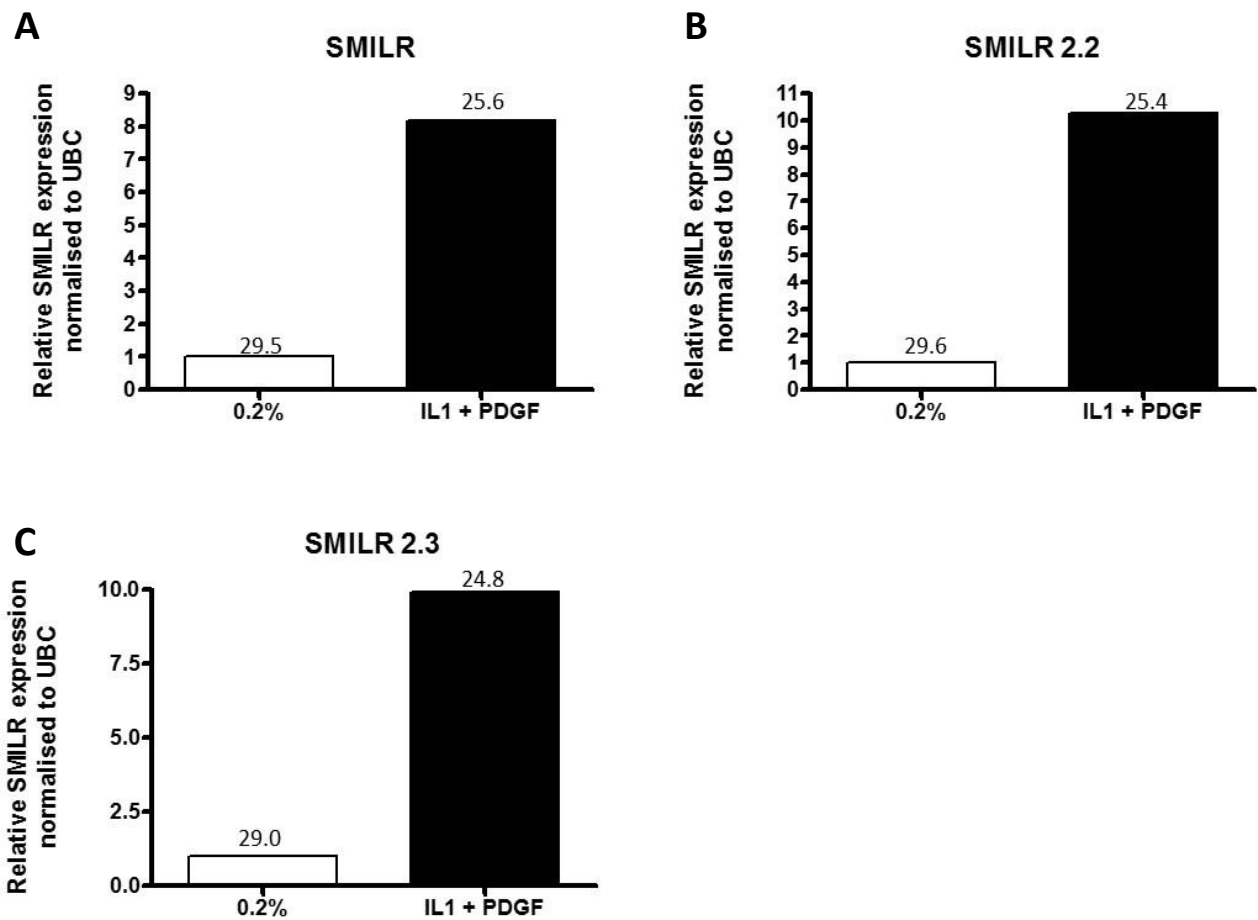 A
SMILR
Relative SMILR expression
normalised to UBC
9
8
7
6
5
4
3
2
1
0
29.5
25.6
0.2%
IL1 + PDGF
B
SMILR 2.2
Relative SMILR expression
normalised to UBC
11
10
9
8
7
6
5
4
3
2
1
0
29.6
25.4
0.2%
IL1 + PDGF
C
SMILR 2.3
Relative SMILR expression
normalised to UBC
10.0
7.5
5.0
2.5
0.0
29.0
24.8
0.2%
IL1 + PDGF